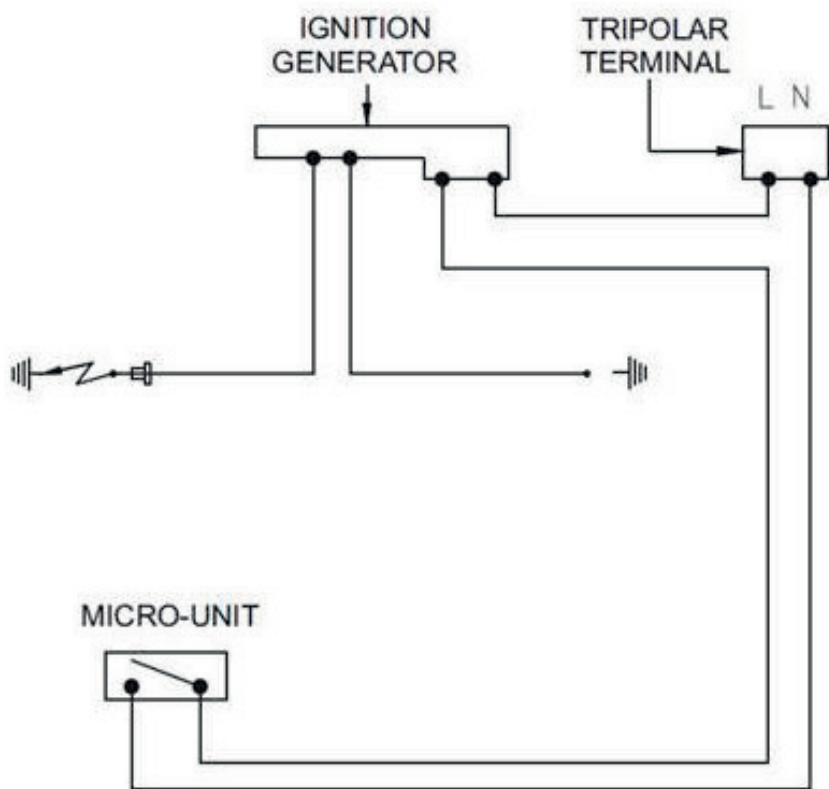 IGNITION
GENERATOR
TRIPOLAR
TERMINAL
L N
MICRO-UNIT